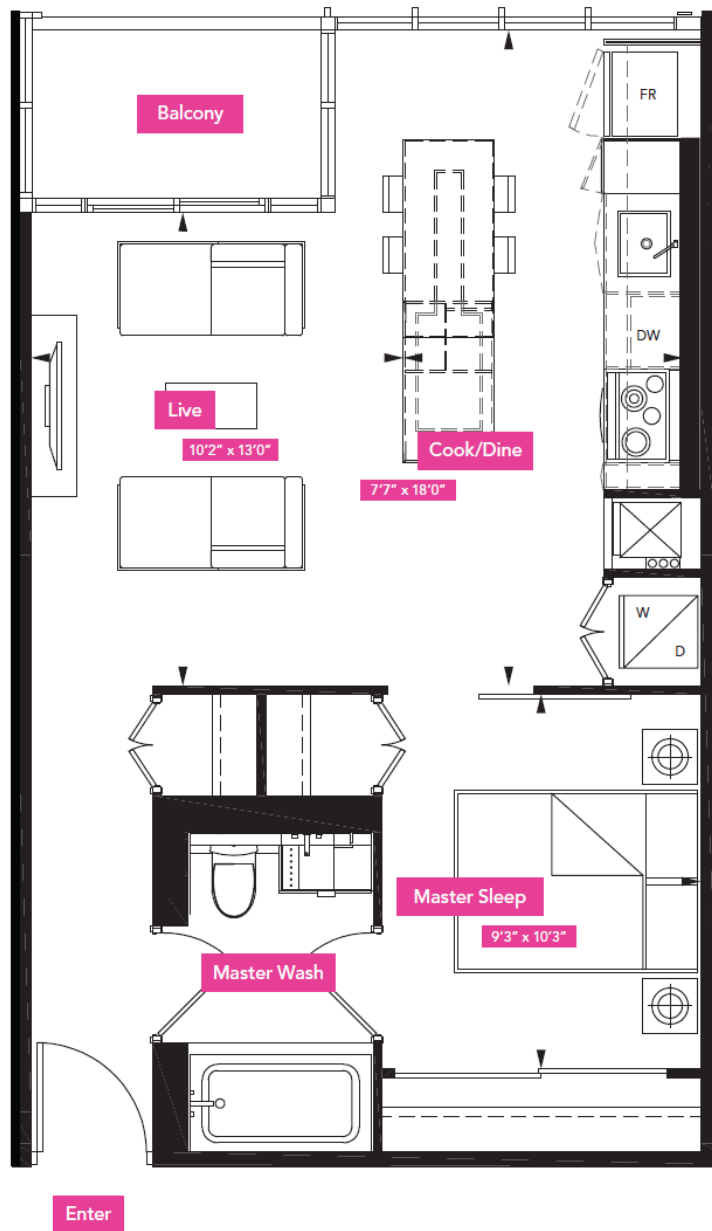 Balcony
FR
DW
Live
10'2" x 13'0"
Cook/Dine
7'7" x 18'0"
W
D
Master Sleep
9'3" x 10'3"
Master Wash
Enter